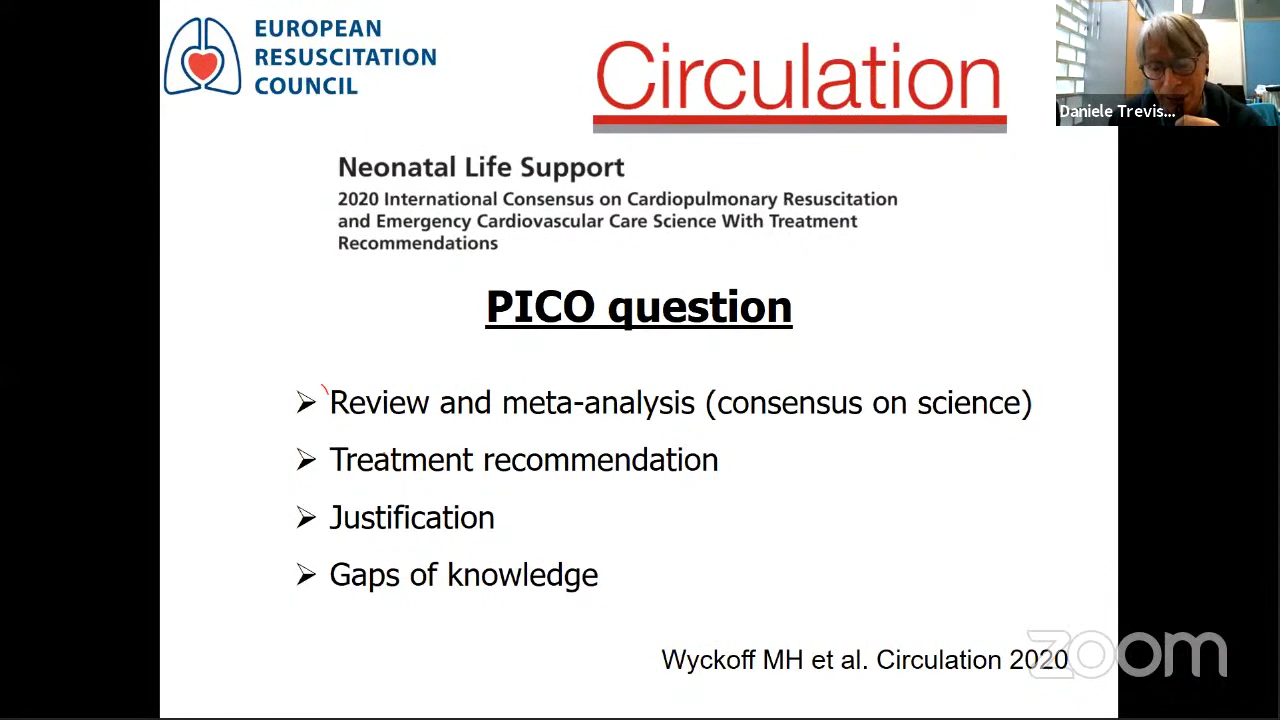 EUROPEAN
RESUSCITATION
COUNCIL
Circulation
Daniele Trevis...
Neonatal Life Support
2020 International Consensus on Cardiopulmonary Resuscitation
and Emergency Cardiovascular Care Science With Treatment
Recommendations
PICO question
Review and meta-analysis (consensus on science)
Treatment recommendation
Justification
Gaps of knowledge
Wyckoff MH et al. Circulation 2020
zoom